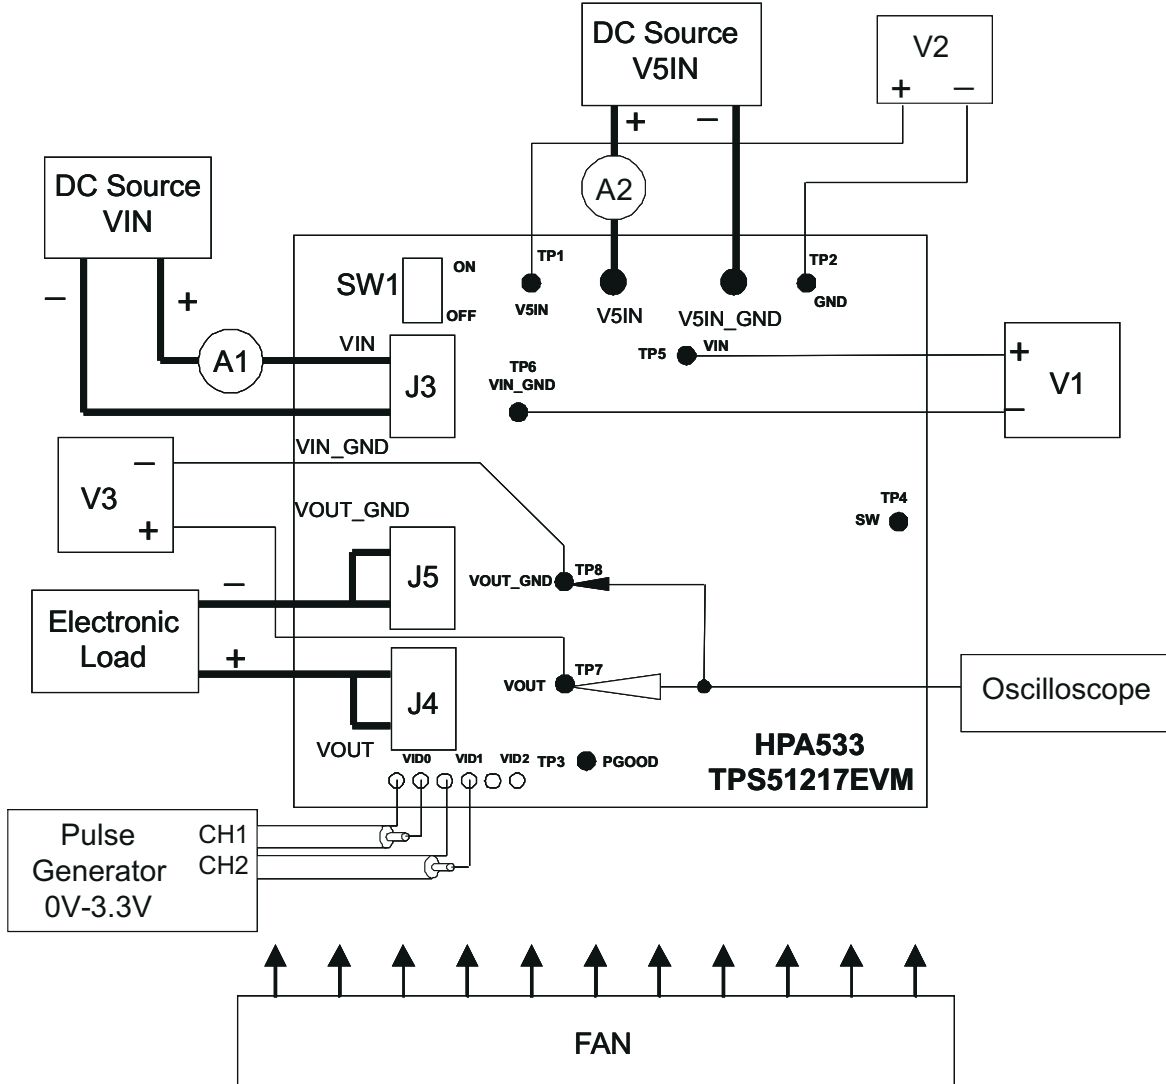 DC Source
V5IN
V2
+ −
+ −
DC Source
VIN
A2
− +
TP1
TP2
SW1
ON
OFF
V5IN
V5IN
V5IN_GND
GND
A1
VIN
J3
TP5
VIN
+
V1
−
TP6
VIN_GND
VIN_GND
V3
−
+
VOUT_GND
J5
TP4
SW
VOUT_GND
TP8
Electronic
Load
−
+
J4
VOUT
TP7
VOUT
Oscilloscope
HPA533
TPS51217EVM
VID0
VID1
VID2
TP3
PGOOD
Pulse
Generator
0V-3.3V
CH1
CH2
FAN